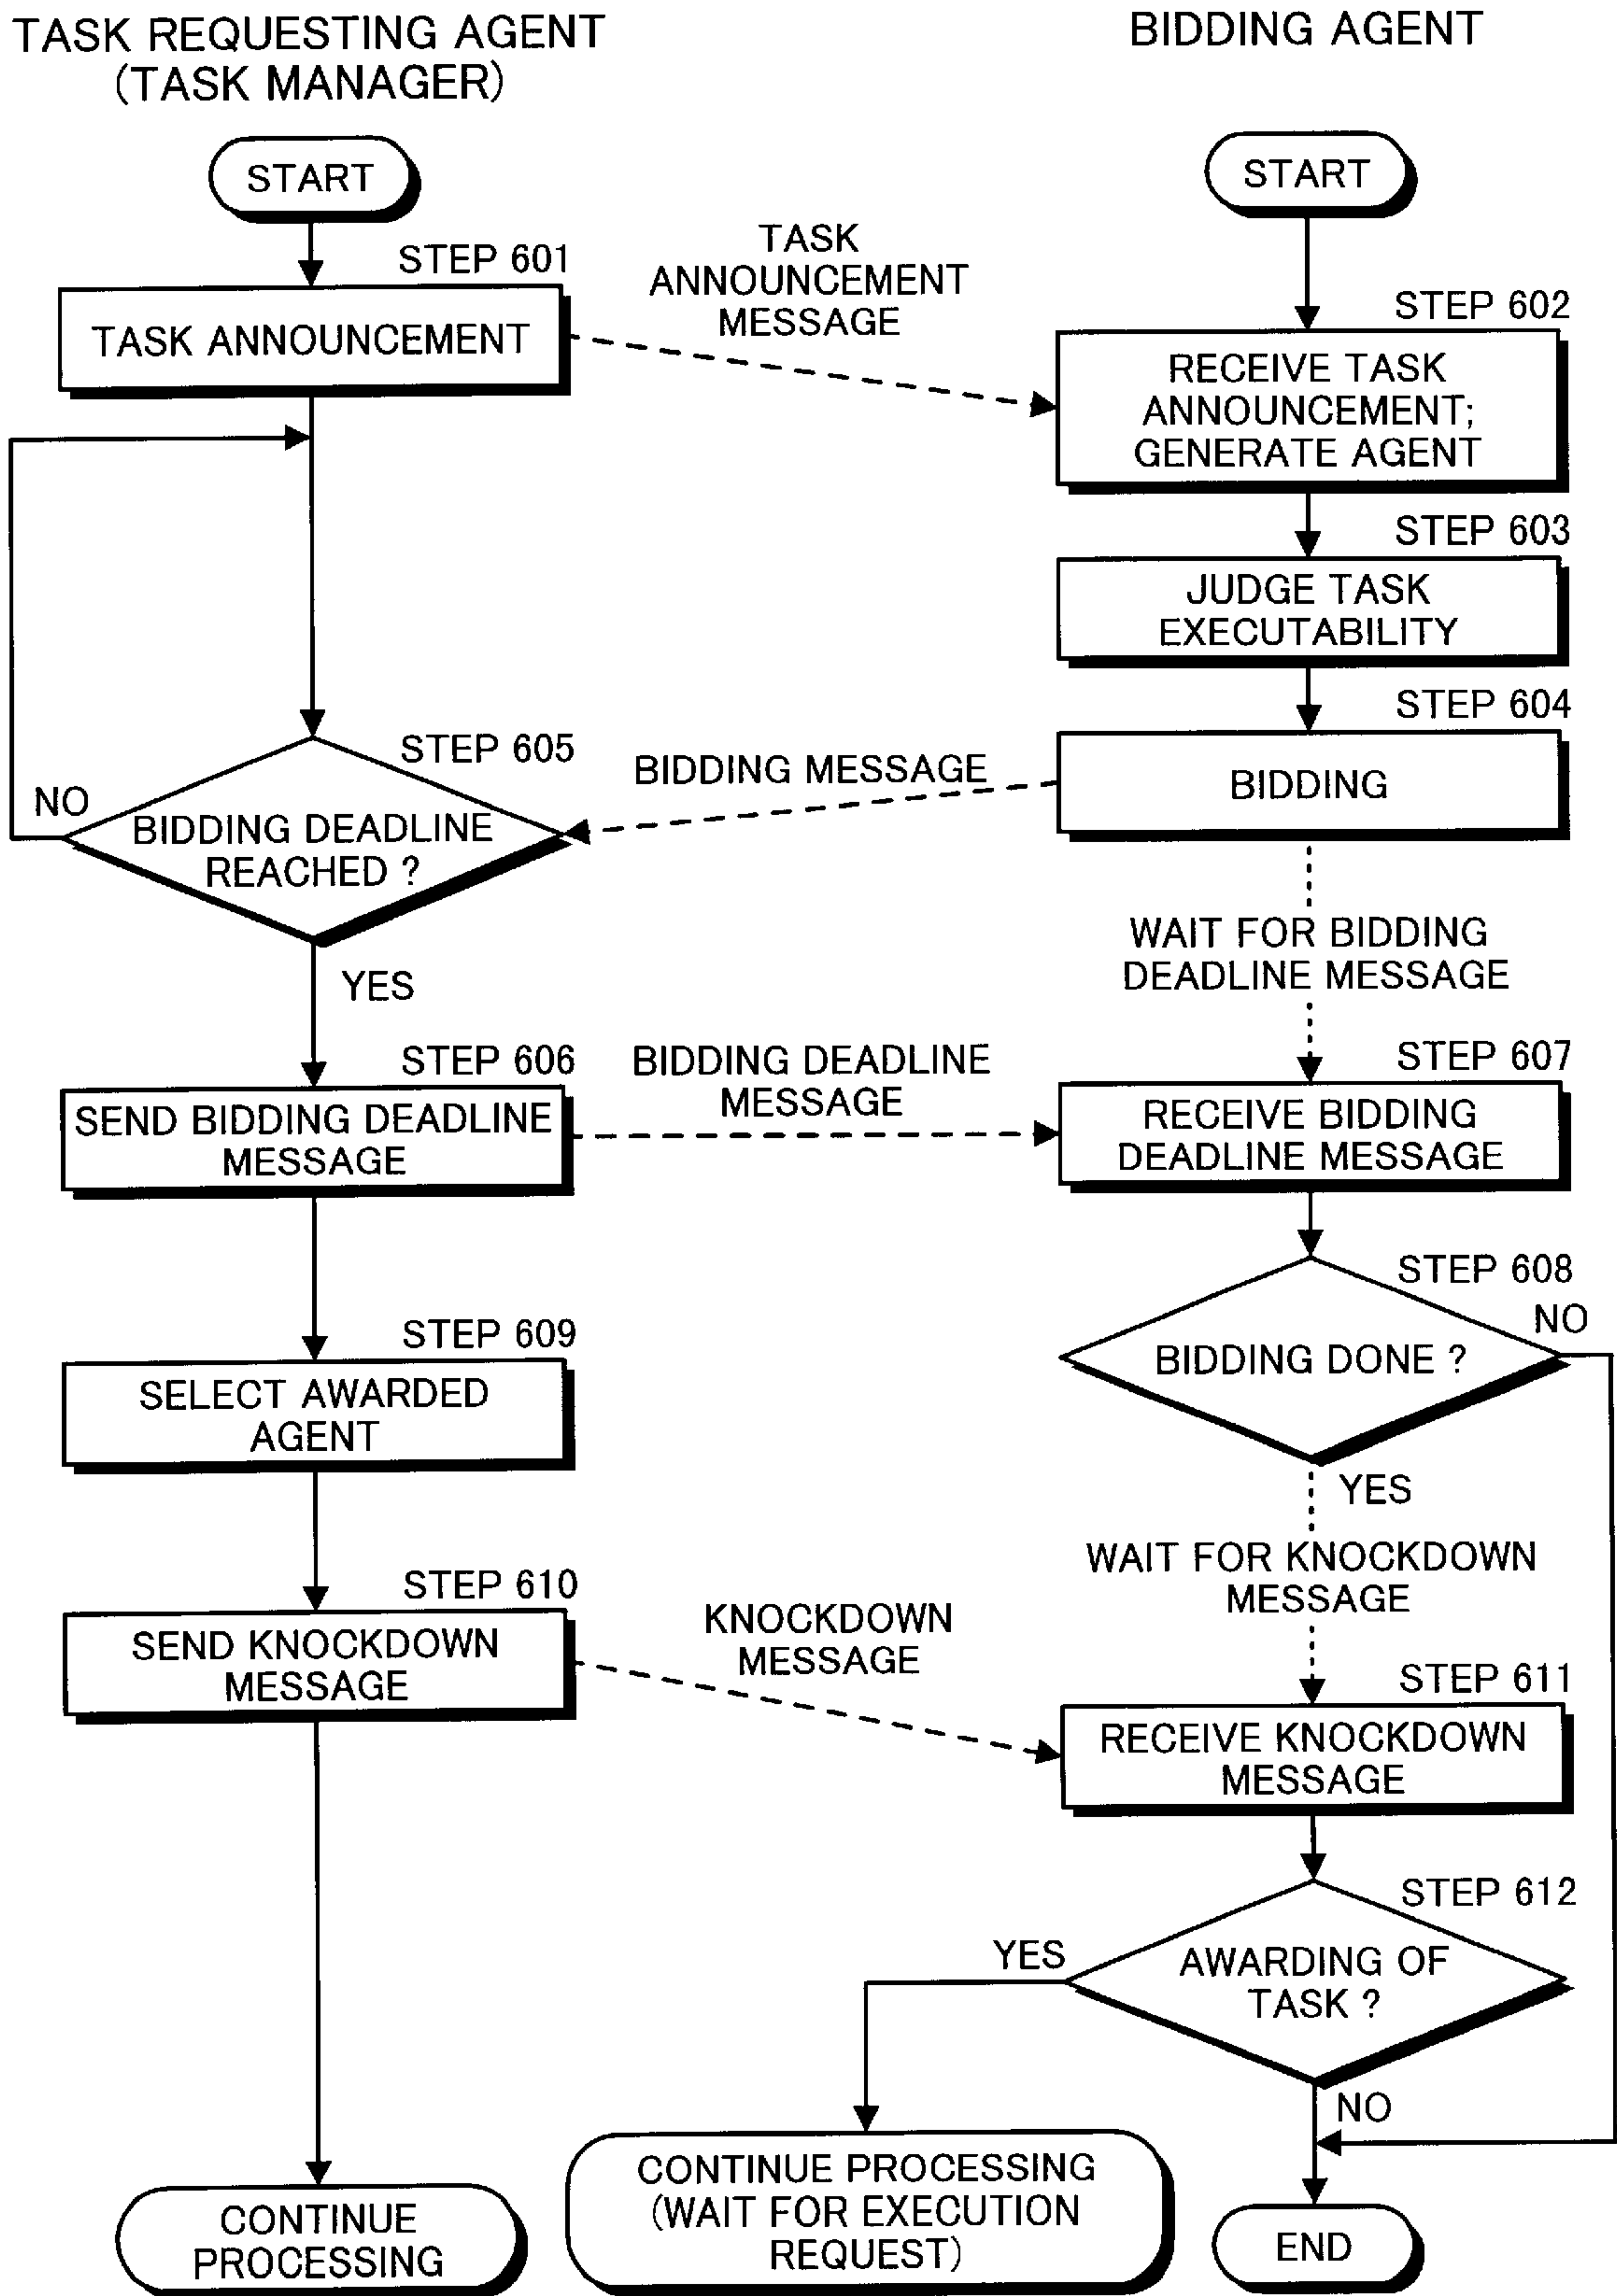 TASK REQUESTING AGENT
(TASK MANAGER)
BIDDING AGENT
START
START
STEP 601
TASK ANNOUNCEMENT
TASK
ANNOUNCEMENT
MESSAGE
STEP 602
RECEIVE TASK
ANNOUNCEMENT;
GENERATE AGENT
STEP 603
JUDGE TASK
EXECUTABILITY
STEP 604
BIDDING
BIDDING MESSAGE
STEP 605
NO
BIDDING DEADLINE
REACHED ?
YES
WAIT FOR BIDDING
DEADLINE MESSAGE
STEP 606
SEND BIDDING DEADLINE
MESSAGE
BIDDING DEADLINE
MESSAGE
STEP 607
RECEIVE BIDDING
DEADLINE MESSAGE
STEP 608
NO
BIDDING DONE ?
YES
STEP 609
SELECT AWARDED
AGENT
WAIT FOR KNOCKDOWN
MESSAGE
STEP 610
SEND KNOCKDOWN
MESSAGE
KNOCKDOWN
MESSAGE
STEP 611
RECEIVE KNOCKDOWN
MESSAGE
STEP 612
YES
AWARDING OF
TASK ?
NO
CONTINUE
PROCESSING
CONTINUE PROCESSING
(WAIT FOR EXECUTION
REQUEST)
END